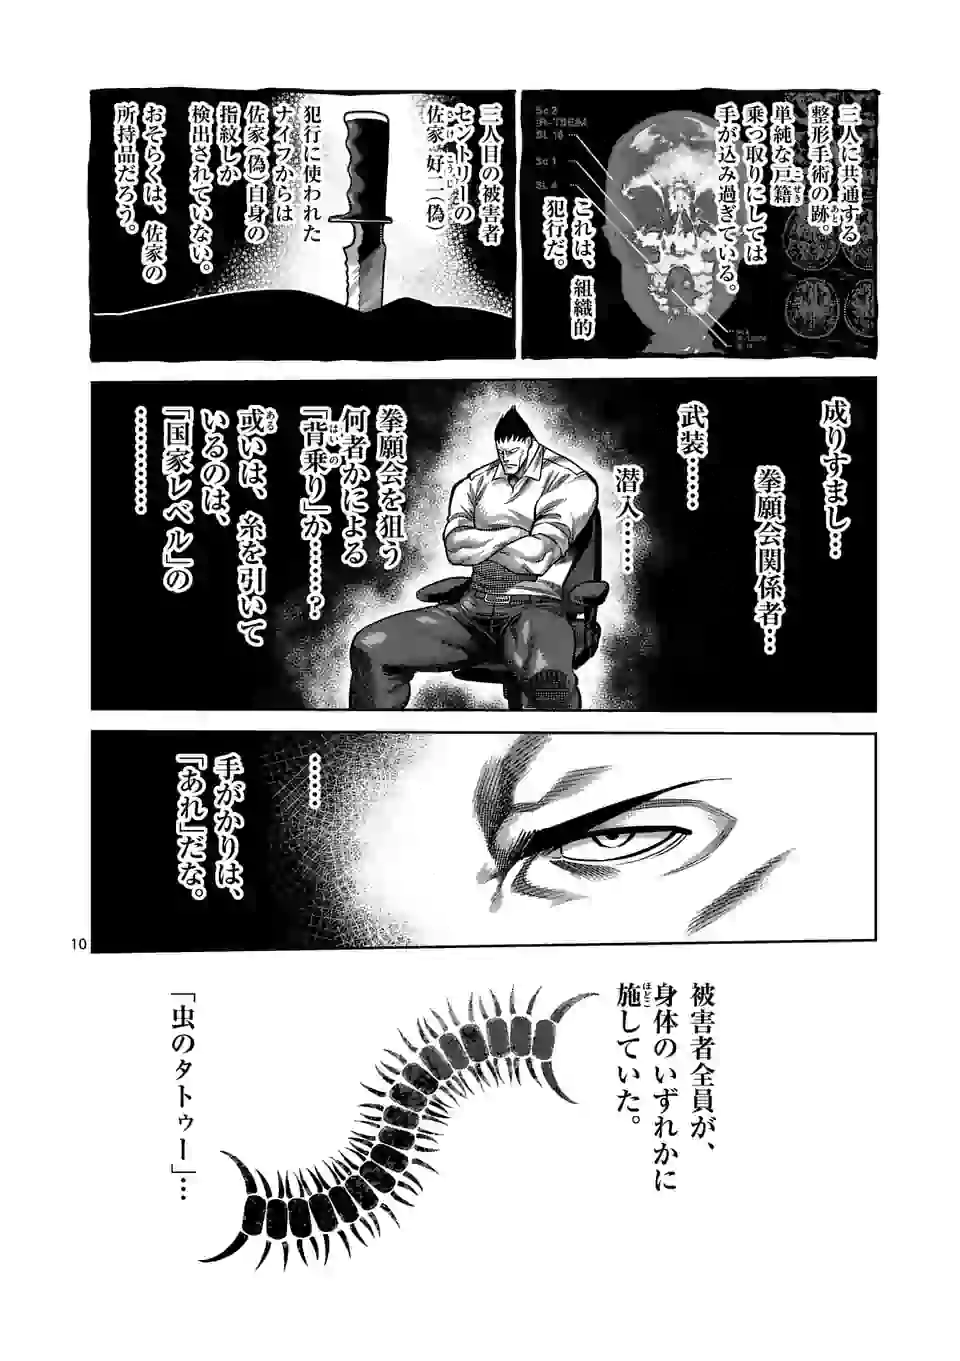 三人に共通する
整形手術の跡。
単純な戸籍
乗っ取りにしては
手が込み過ぎている。
これは、組織的
犯行だ。
Sc 2
SL 10
Sc 1
SL 4
三人目の被害者
セントリーの
佐家好二(偽)
犯行に使われた
ナイフからは
佐家(偽)自身の
指紋しか
検出されていない。
おそらくは、佐家の
所持品だろう。
成りすまし…
拳願会関係者…
武装……
潜入……
拳願会を狙う
何者かによる
「背乗り」か……?
或いは、糸を引いて
いるのは、
「国家レベル」の
…………
……
手がかりは、
「あれ」だな。
10
被害者全員が、
身体のいずれかに
施していた。
「虫のタトゥー」…